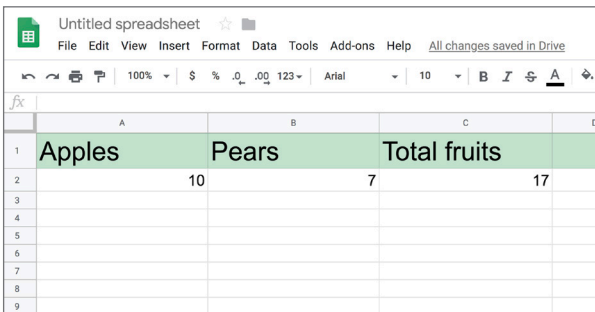 Untitled spreadsheet
File Edit View Insert Format Data Tools Add-ons Help All changes saved in Drive
100% $ % .0 .00 123 Arial 10 B I S A
fx
A B C
1 Apples Pears Total fruits
2 10 7 17
3
4
5
6
7
8
9